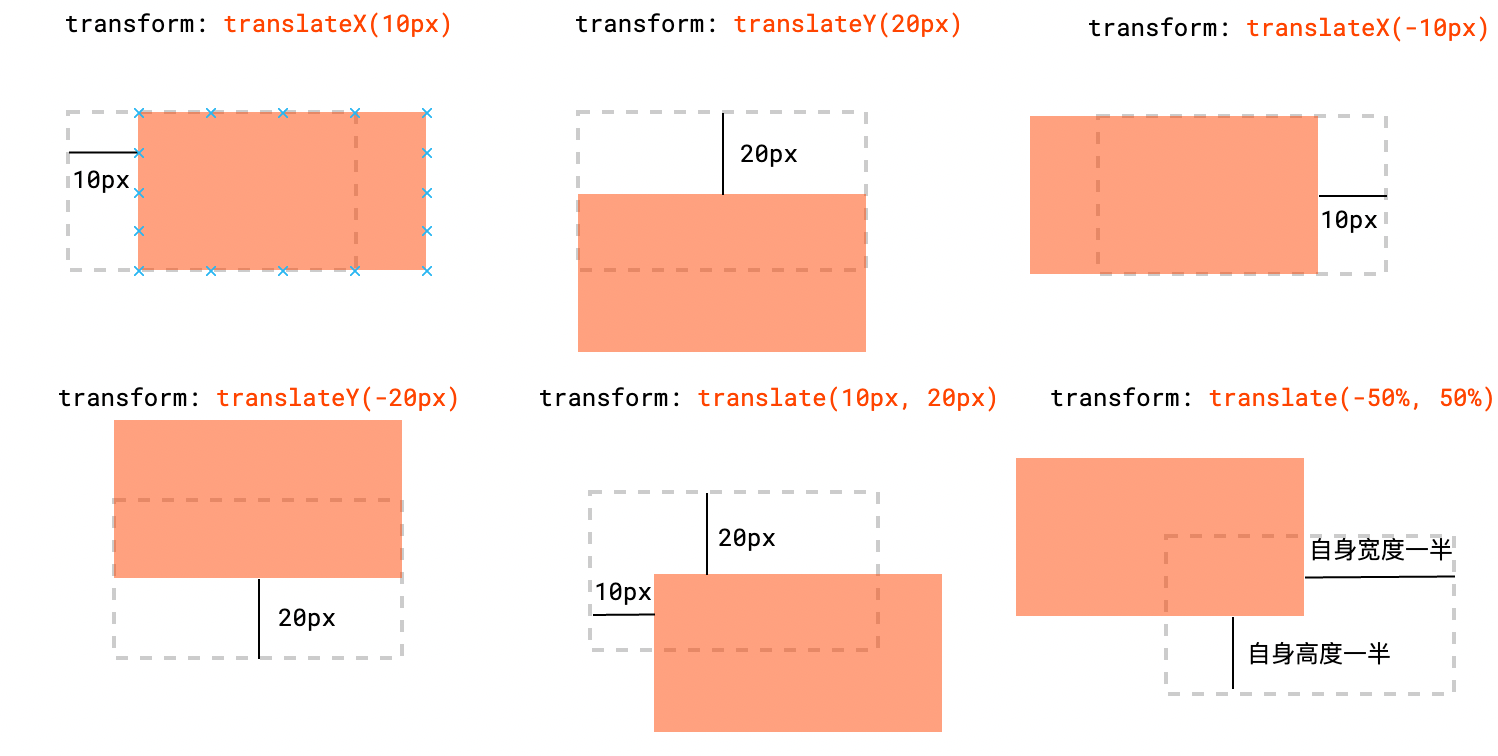 transform: translateX(10px)
transform: translateY(20px)
transform: translateX(-10px)
10px
20px
10px
transform: translateY(-20px)
transform: translate(10px, 20px)
transform: translate(-50%, 50%)
20px
20px
10px
自身宽度一半
自身高度一半